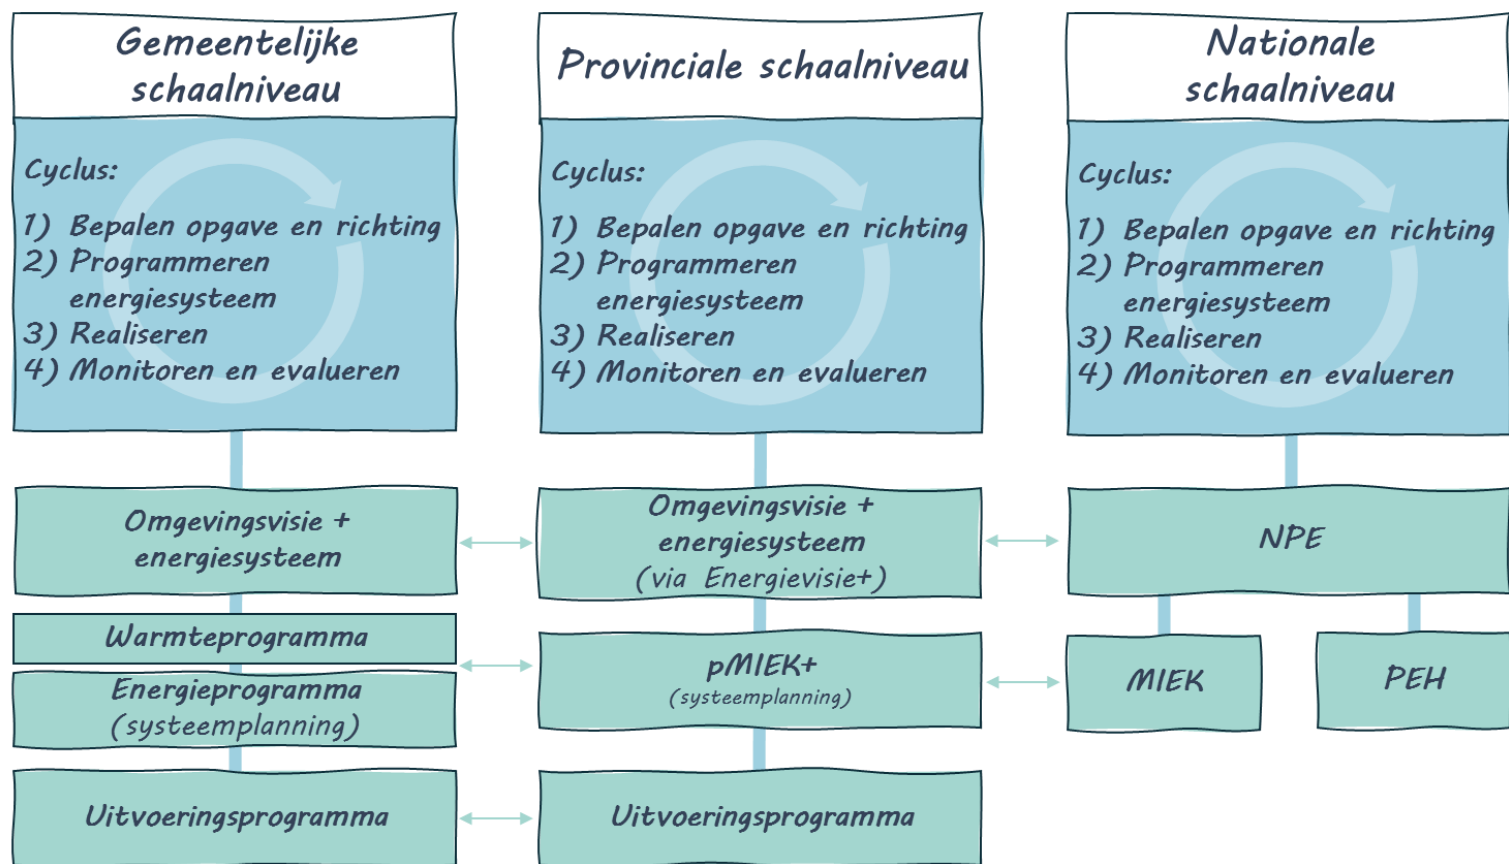 Gemeentelijke
schaalniveau
Cyclus:
1) Bepalen opgave en richting
2) Programmeren
energiesysteem
3) Realiseren
4) Monitoren en evalueren
Omgevingsvisie +
energiesysteem
Warmteprogramma
Energieprogramma
(systeemplanning)
Uitvoeringsprogramma
Provinciale schaalniveau
Cyclus:
1) Bepalen opgave en richting
2) Programmeren
energiesysteem
3) Realiseren
4) Monitoren en evalueren
Omgevingsvisie +
energiesysteem
(via Energievisie+)
pMIEK+
(systeemplanning)
Uitvoeringsprogramma
Nationale
schaalniveau
Cyclus:
1) Bepalen opgave en richting
2) Programmeren
energiesysteem
3) Realiseren
4) Monitoren en evalueren
NPE
MIEK
PEH